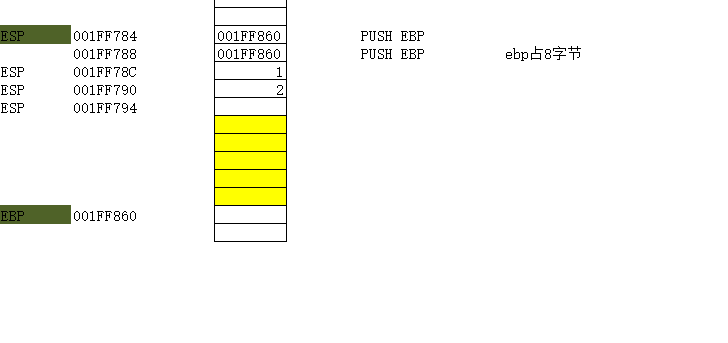 ESP 001FF784 001FF860 PUSH EBP
001FF788 001FF860 PUSH EBP ebp占8字节
ESP 001FF78C 1
ESP 001FF790 2
ESP 001FF794
EBP 001FF860